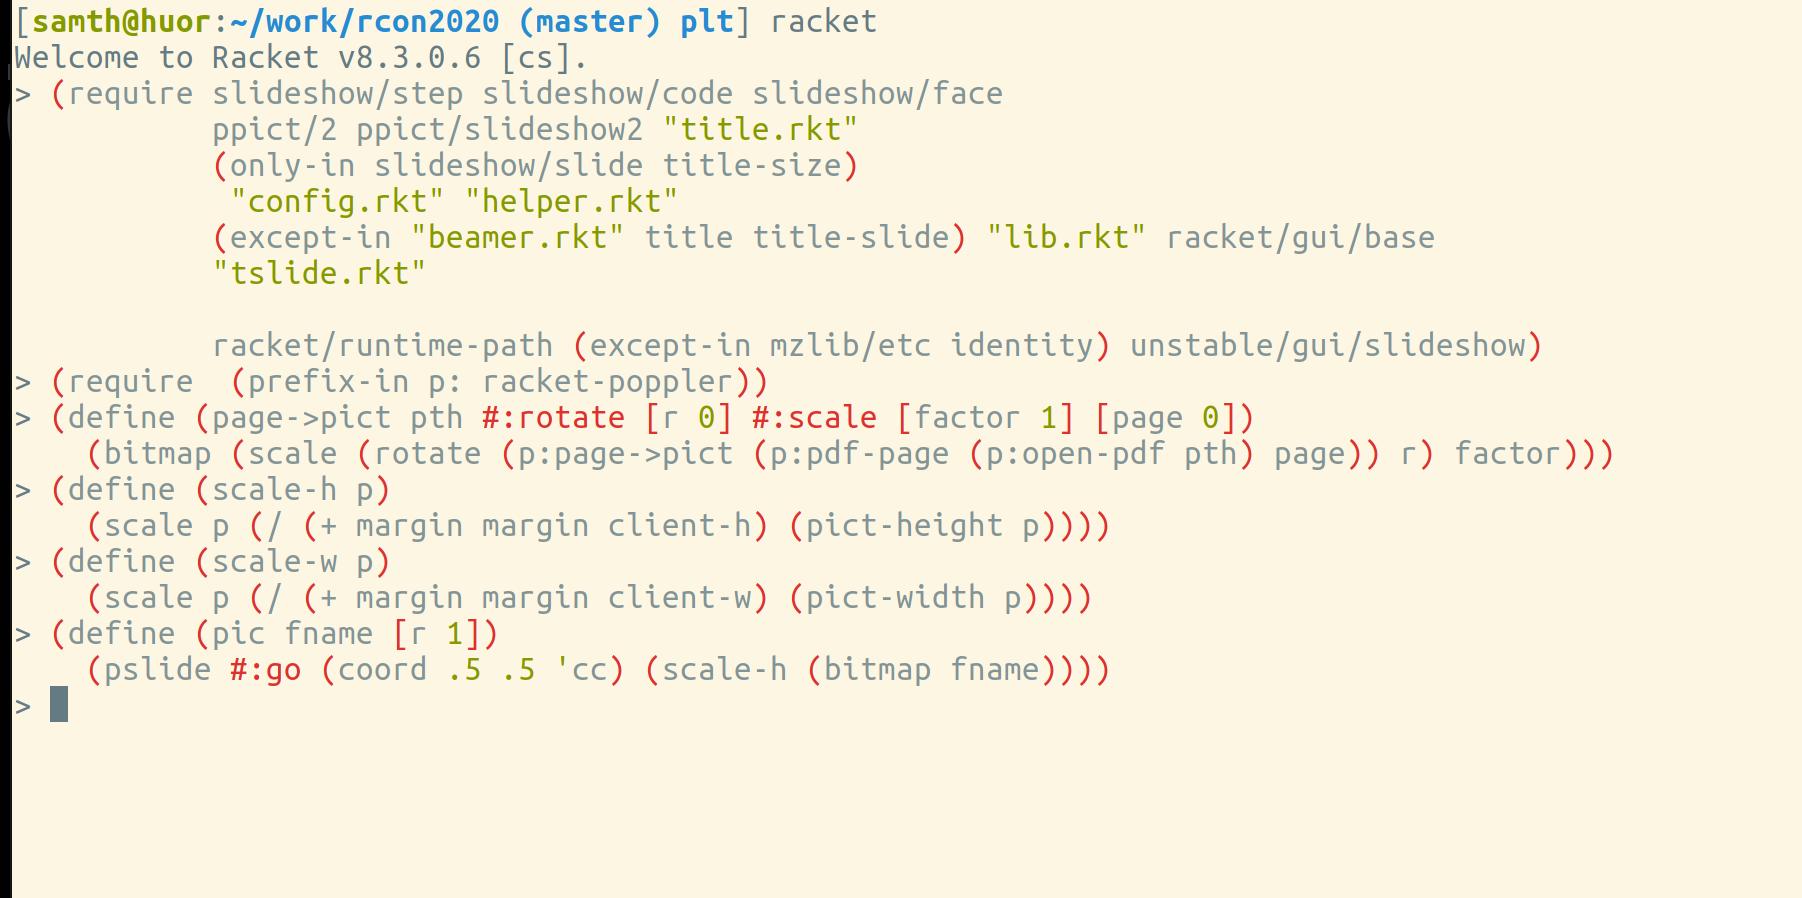 [samth@huor:~/work/rcon2020 (master) plt] racket
Welcome to Racket v8.3.0.6 [cs].
> (require slideshow/step slideshow/code slideshow/face
           ppict/2 ppict/slideshow2 "title.rkt"
           (only-in slideshow/slide title-size)
            "config.rkt" "helper.rkt"
           (except-in "beamer.rkt" title title-slide) "lib.rkt" racket/gui/base
           "tslide.rkt"

           racket/runtime-path (except-in mzlib/etc identity) unstable/gui/slideshow)
> (require  (prefix-in p: racket-poppler))
> (define (page->pict pth #:rotate [r 0] #:scale [factor 1] [page 0])
    (bitmap (scale (rotate (p:page->pict (p:pdf-page (p:open-pdf pth) page)) r) factor)))
> (define (scale-h p)
    (scale p (/ (+ margin margin client-h) (pict-height p))))
> (define (scale-w p)
    (scale p (/ (+ margin margin client-w) (pict-width p))))
> (define (pic fname [r 1])
    (pslide #:go (coord .5 .5 'cc) (scale-h (bitmap fname))))
>